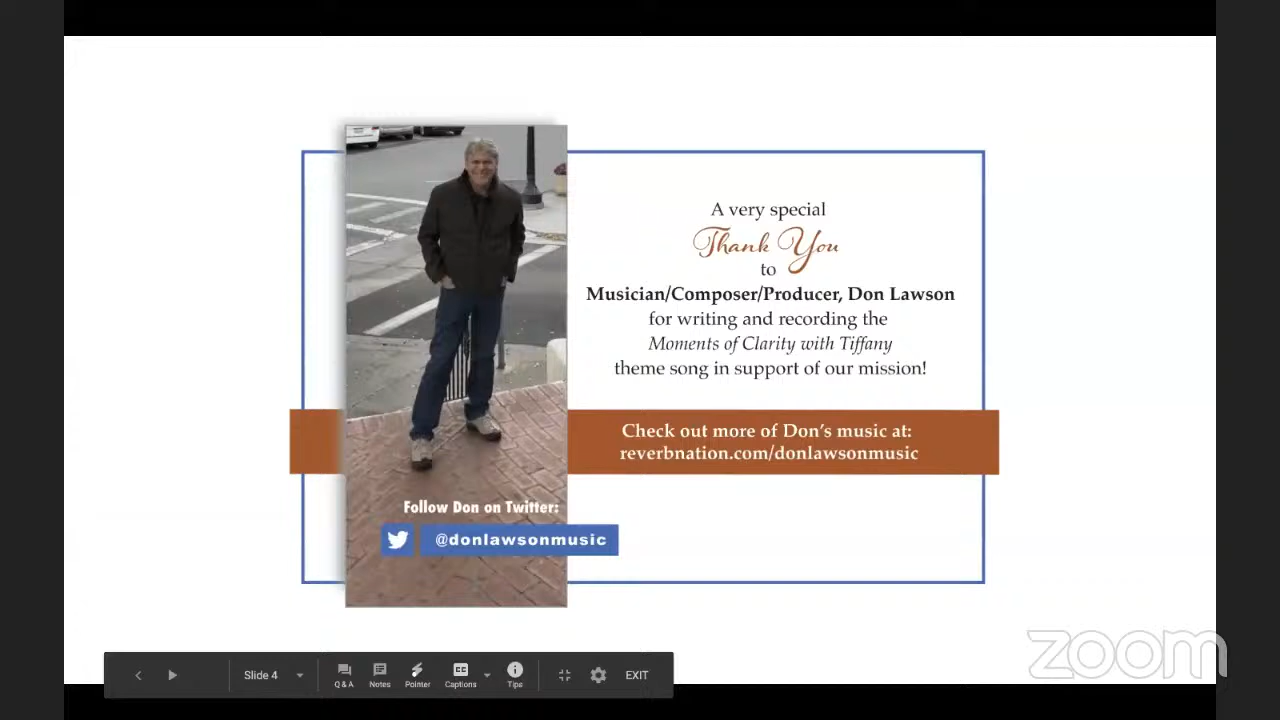 A very special
Thank You
to
Musician/Composer/Producer, Don Lawson
for writing and recording the
Moments of Clarity with Tiffany
theme song in support of our mission!
Check out more of Don's music at:
reverbnation.com/donlawsonmusic
Follow Don on Twitter:
@donlawsonmusic
zoom
Slide 4
Q & A
Notes
Pointer
Captions
Tips
EXIT